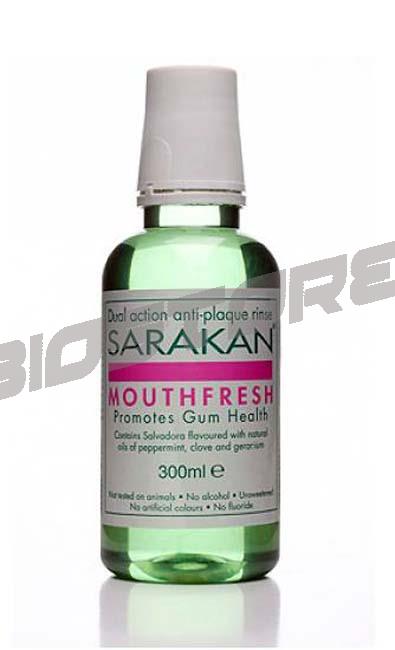 Dual action anti-plaque rinse
SARAKAN®
MOUTHFRESH
Promotes Gum Health
Contains Salvadora flavoured with natural
oils of peppermint, clove and geranium
300ml ℮
Not tested on animals • No alcohol • Unsweetened
No artificial colours • No fluoride.
BIOSTORE